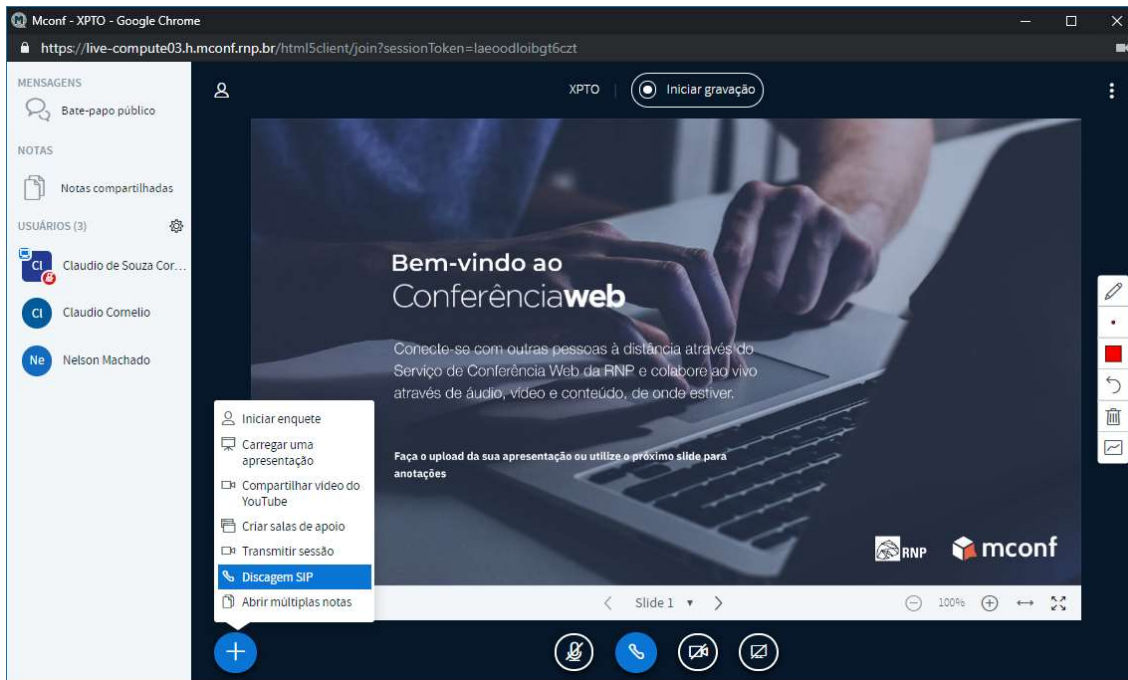 Mconf - XPTO - Google Chrome
https://live-compute03.h.mconf.rnp.br/html5client/join?sessionToken=laeoodloibgt6czt
MENSAGENS
Bate-papo público
NOTAS
Notas compartilhadas
USUÁRIOS (3)
CI
Claudio de Souza Cor...
CI
Claudio Cornelio
Ne
Nelson Machado
XPTO
Iniciar gravação
Bem-vindo ao
Conferênciaweb
Conecte-se com outras pessoas à distância através do
Serviço de Conferência Web da RNP e colabore ao vivo
através de áudio, vídeo e conteúdo, de onde estiver.
Faça o upload da sua apresentação ou utilize o próximo slide para
anotações
RNP
mconf
Iniciar enquete
Carregar uma
apresentação
Compartilhar vídeo do
YouTube
Criar salas de apoio
Transmitir sessão
Discagem SIP
Abrir múltiplas notas
Slide 1
100%